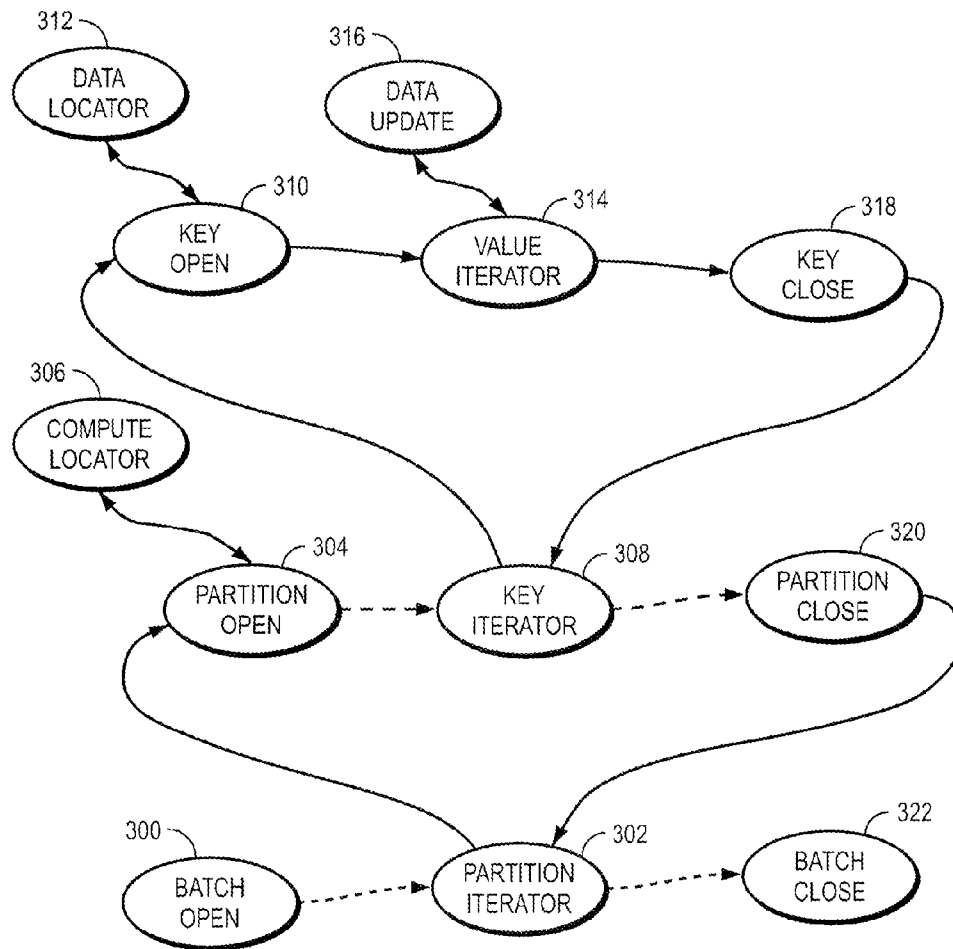 312
DATA
LOCATOR
316
DATA
UPDATE
310
KEY
OPEN
314
VALUE
ITERATOR
318
KEY
CLOSE
306
COMPUTE
LOCATOR
304
PARTITION
OPEN
308
KEY
ITERATOR
320
PARTITION
CLOSE
300
BATCH
OPEN
302
PARTITION
ITERATOR
322
BATCH
CLOSE